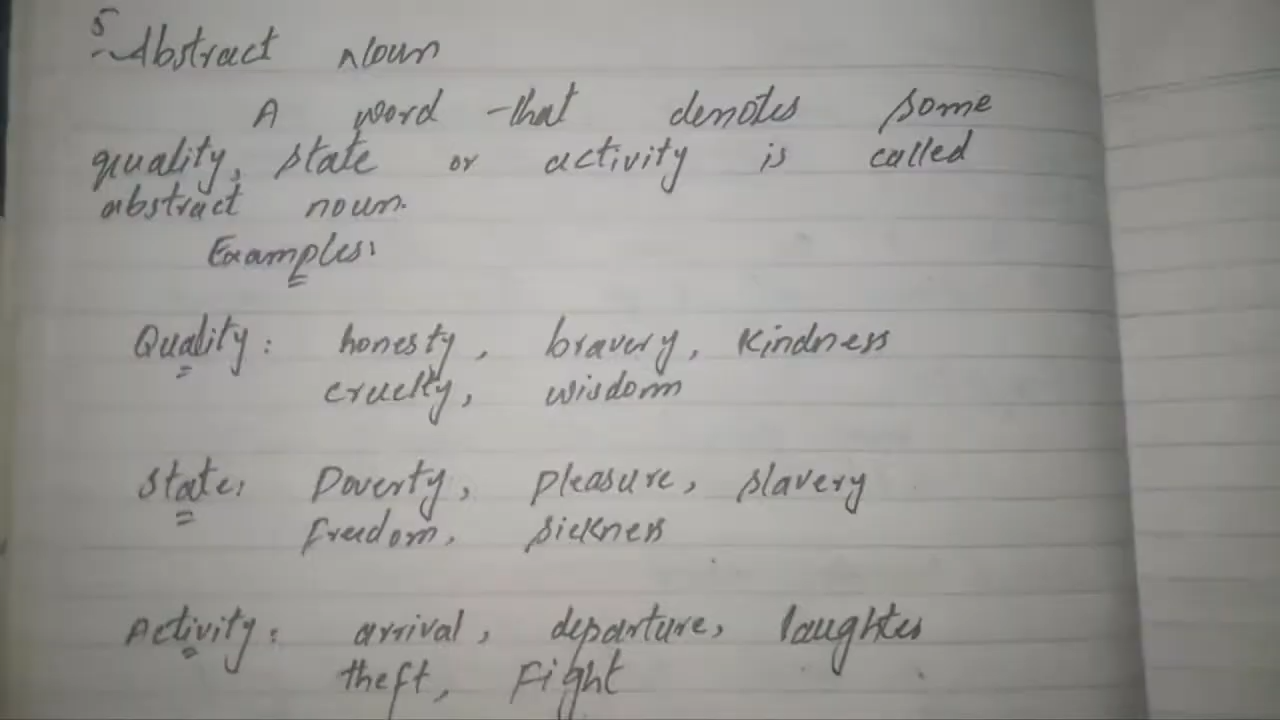 5- Abstract noun
A word that denotes some
quality, state or activity is called
abstract noun.
Examples:
Quality: honesty, bravery, kindness
cruelty, wisdom
State: Poverty, pleasure, slavery
freedom, sickness
Activity: arrival, departure, laughter
theft, Fight